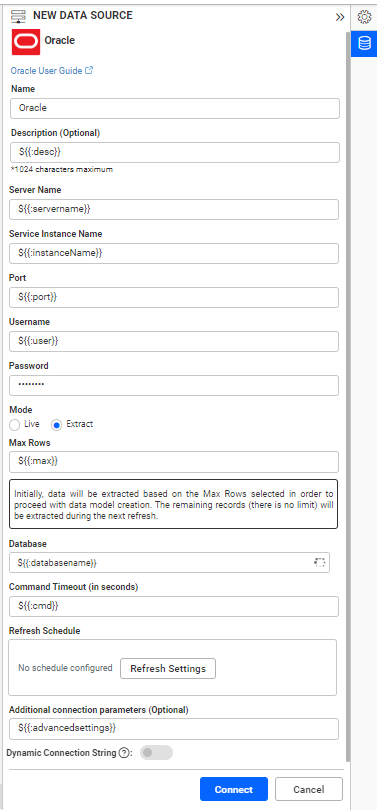 NEW DATA SOURCE
Oracle
Oracle User Guide
Name
Oracle
Description (Optional)
${{:desc}}
*1024 characters maximum
Server Name
${{:servername}}
Service Instance Name
${{:instanceName}}
Port
${{:port}}
Username
${{:user}}
Password
••••••••
Mode
Live Extract
Max Rows
${{:max}}
Initially, data will be extracted based on the Max Rows selected in order to
proceed with data model creation. The remaining records (there is no limit) will
be extracted during the next refresh.
Database
${{:databasename}}
Command Timeout (in seconds)
${{:cmd}}
Refresh Schedule
No schedule configured Refresh Settings
Additional connection parameters (Optional)
${{:advancedsettings}}
Dynamic Connection String ?:
Connect Cancel